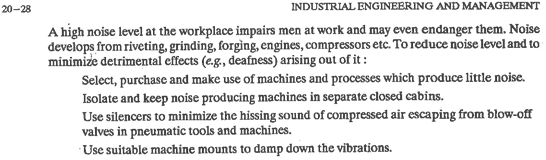 20–28 INDUSTRIAL ENGINEERING AND MANAGEMENT
A high noise level at the workplace impairs men at work and may even endanger them. Noise
develops from riveting, grinding, forging, engines, compressors etc. To reduce noise level and to
minimize detrimental effects (e.g., deafness) arising out of it :
Select, purchase and make use of machines and processes which produce little noise.
Isolate and keep noise producing machines in separate closed cabins.
Use silencers to minimize the hissing sound of compressed air escaping from blow-off
valves in pneumatic tools and machines.
Use suitable machine mounts to damp down the vibrations.